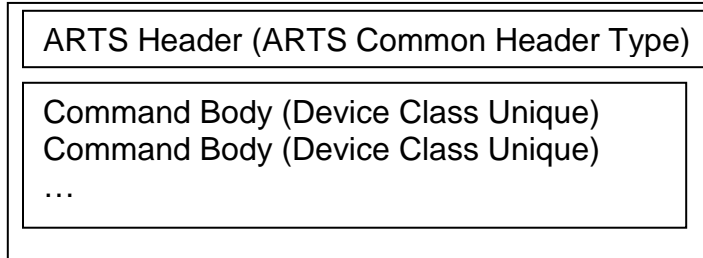 ARTS Header (ARTS Common Header Type)
Command Body (Device Class Unique)
Command Body (Device Class Unique)
…